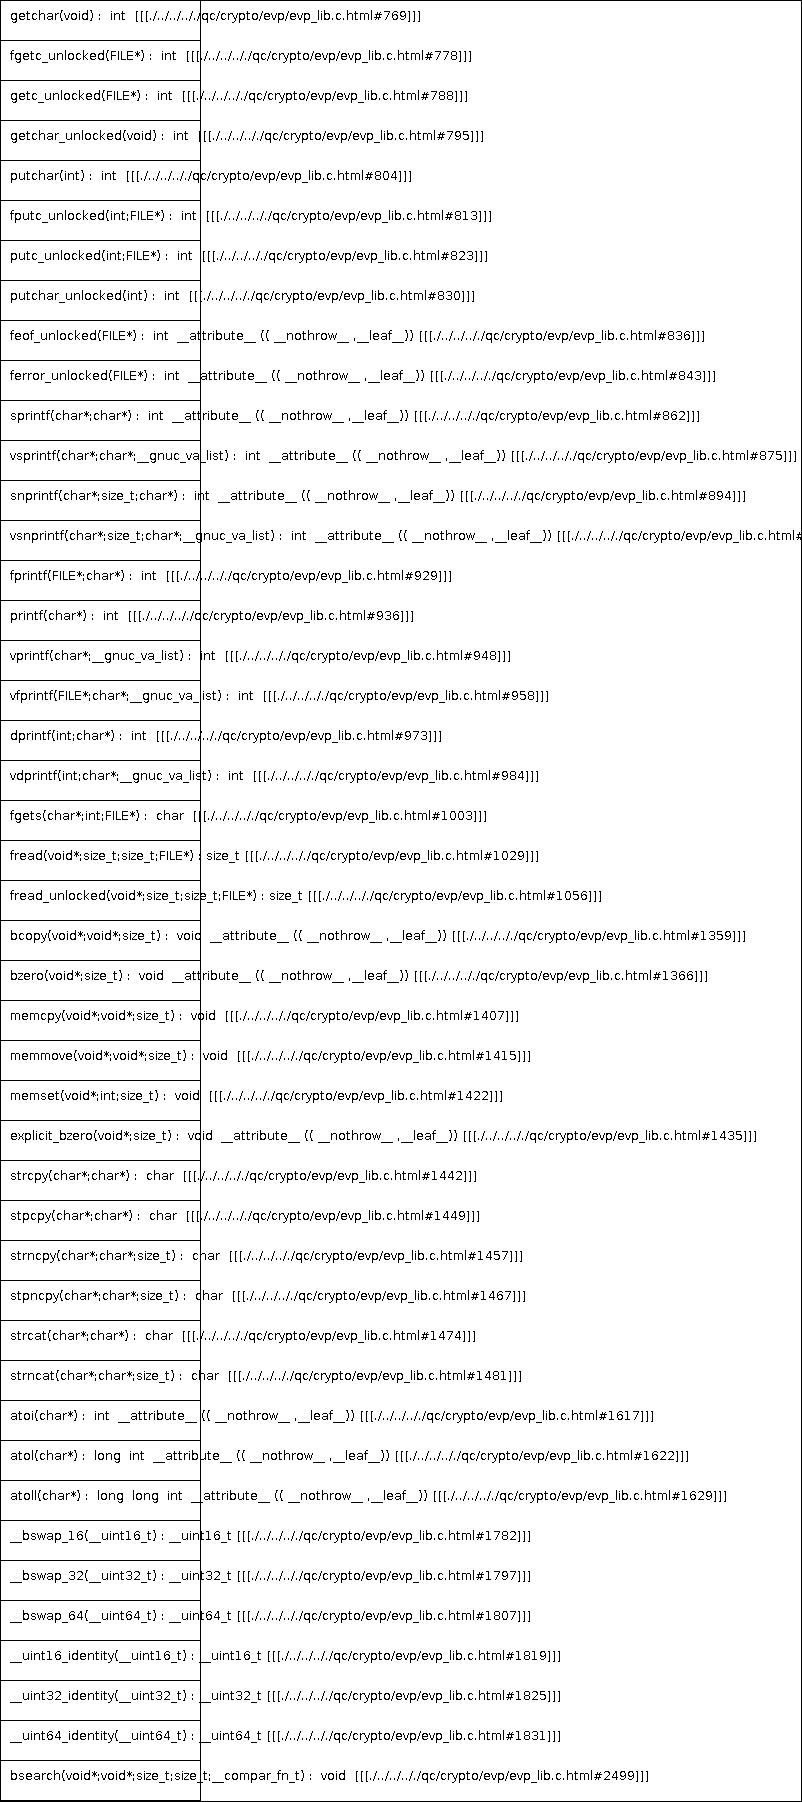 getchar(void) :  int  [[[./../../.././qc/crypto/evp/evp_lib.c.html#769]]]
fgetc_unlocked(FILE*) :  int  [[[./../../.././qc/crypto/evp/evp_lib.c.html#778]]]
getc_unlocked(FILE*) :  int  [[[./../../.././qc/crypto/evp/evp_lib.c.html#788]]]
getchar_unlocked(void) :  int  [[[./../../.././qc/crypto/evp/evp_lib.c.html#795]]]
putchar(int) :  int  [[[./../../.././qc/crypto/evp/evp_lib.c.html#804]]]
fputc_unlocked(int;FILE*) :  int  [[[./../../.././qc/crypto/evp/evp_lib.c.html#813]]]
putc_unlocked(int;FILE*) :  int  [[[./../../.././qc/crypto/evp/evp_lib.c.html#823]]]
putchar_unlocked(int) :  int  [[[./../../.././qc/crypto/evp/evp_lib.c.html#830]]]
feof_unlocked(FILE*) :  int  __attribute__ (( __nothrow__ ,__leaf__)) [[[./../../.././qc/crypto/evp/evp_lib.c.html#836]]]
ferror_unlocked(FILE*) :  int  __attribute__ (( __nothrow__ ,__leaf__)) [[[./../../.././qc/crypto/evp/evp_lib.c.html#843]]]
sprintf(char*;char*) :  int  __attribute__ (( __nothrow__ ,__leaf__)) [[[./../../.././qc/crypto/evp/evp_lib.c.html#862]]]
vsprintf(char*;char*;__gnuc_va_list) :  int  __attribute__ (( __nothrow__ ,__leaf__)) [[[./../../.././qc/crypto/evp/evp_lib.c.html#875]]]
snprintf(char*;size_t;char*) :  int  __attribute__ (( __nothrow__ ,__leaf__)) [[[./../../.././qc/crypto/evp/evp_lib.c.html#894]]]
vsnprintf(char*;size_t;char*;__gnuc_va_list) :  int  __attribute__ (( __nothrow__ ,__leaf__)) [[[./../../.././qc/crypto/evp/evp_lib.c.html#
fprintf(FILE*;char*) :  int  [[[./../../.././qc/crypto/evp/evp_lib.c.html#929]]]
printf(char*) :  int  [[[./../../.././qc/crypto/evp/evp_lib.c.html#936]]]
vprintf(char*;__gnuc_va_list) :  int  [[[./../../.././qc/crypto/evp/evp_lib.c.html#948]]]
vfprintf(FILE*;char*;__gnuc_va_list) :  int  [[[./../../.././qc/crypto/evp/evp_lib.c.html#958]]]
dprintf(int;char*) :  int  [[[./../../.././qc/crypto/evp/evp_lib.c.html#973]]]
vdprintf(int;char*;__gnuc_va_list) :  int  [[[./../../.././qc/crypto/evp/evp_lib.c.html#984]]]
fgets(char*;int;FILE*) :  char  [[[./../../.././qc/crypto/evp/evp_lib.c.html#1003]]]
fread(void*;size_t;size_t;FILE*) : size_t [[[./../../.././qc/crypto/evp/evp_lib.c.html#1029]]]
fread_unlocked(void*;size_t;size_t;FILE*) : size_t [[[./../../.././qc/crypto/evp/evp_lib.c.html#1056]]]
bcopy(void*;void*;size_t) :  void  __attribute__ (( __nothrow__ ,__leaf__)) [[[./../../.././qc/crypto/evp/evp_lib.c.html#1359]]]
bzero(void*;size_t) :  void  __attribute__ (( __nothrow__ ,__leaf__)) [[[./../../.././qc/crypto/evp/evp_lib.c.html#1366]]]
memcpy(void*;void*;size_t) :  void  [[[./../../.././qc/crypto/evp/evp_lib.c.html#1407]]]
memmove(void*;void*;size_t) :  void  [[[./../../.././qc/crypto/evp/evp_lib.c.html#1415]]]
memset(void*;int;size_t) :  void  [[[./../../.././qc/crypto/evp/evp_lib.c.html#1422]]]
explicit_bzero(void*;size_t) :  void  __attribute__ (( __nothrow__ ,__leaf__)) [[[./../../.././qc/crypto/evp/evp_lib.c.html#1435]]]
strcpy(char*;char*) :  char  [[[./../../.././qc/crypto/evp/evp_lib.c.html#1442]]]
stpcpy(char*;char*) :  char  [[[./../../.././qc/crypto/evp/evp_lib.c.html#1449]]]
strncpy(char*;char*;size_t) :  char  [[[./../../.././qc/crypto/evp/evp_lib.c.html#1457]]]
stpncpy(char*;char*;size_t) :  char  [[[./../../.././qc/crypto/evp/evp_lib.c.html#1467]]]
strcat(char*;char*) :  char  [[[./../../.././qc/crypto/evp/evp_lib.c.html#1474]]]
strncat(char*;char*;size_t) :  char  [[[./../../.././qc/crypto/evp/evp_lib.c.html#1481]]]
atoi(char*) :  int  __attribute__ (( __nothrow__ ,__leaf__)) [[[./../../.././qc/crypto/evp/evp_lib.c.html#1617]]]
atol(char*) :  long  int  __attribute__ (( __nothrow__ ,__leaf__)) [[[./../../.././qc/crypto/evp/evp_lib.c.html#1622]]]
atoll(char*) :  long  long  int  __attribute__ (( __nothrow__ ,__leaf__)) [[[./../../.././qc/crypto/evp/evp_lib.c.html#1629]]]
__bswap_16(__uint16_t) : __uint16_t [[[./../../.././qc/crypto/evp/evp_lib.c.html#1782]]]
__bswap_32(__uint32_t) : __uint32_t [[[./../../.././qc/crypto/evp/evp_lib.c.html#1797]]]
__bswap_64(__uint64_t) : __uint64_t [[[./../../.././qc/crypto/evp/evp_lib.c.html#1807]]]
__uint16_identity(__uint16_t) : __uint16_t [[[./../../.././qc/crypto/evp/evp_lib.c.html#1819]]]
__uint32_identity(__uint32_t) : __uint32_t [[[./../../.././qc/crypto/evp/evp_lib.c.html#1825]]]
__uint64_identity(__uint64_t) : __uint64_t [[[./../../.././qc/crypto/evp/evp_lib.c.html#1831]]]
bsearch(void*;void*;size_t;size_t;__compar_fn_t) :  void  [[[./../../.././qc/crypto/evp/evp_lib.c.html#2499]]]